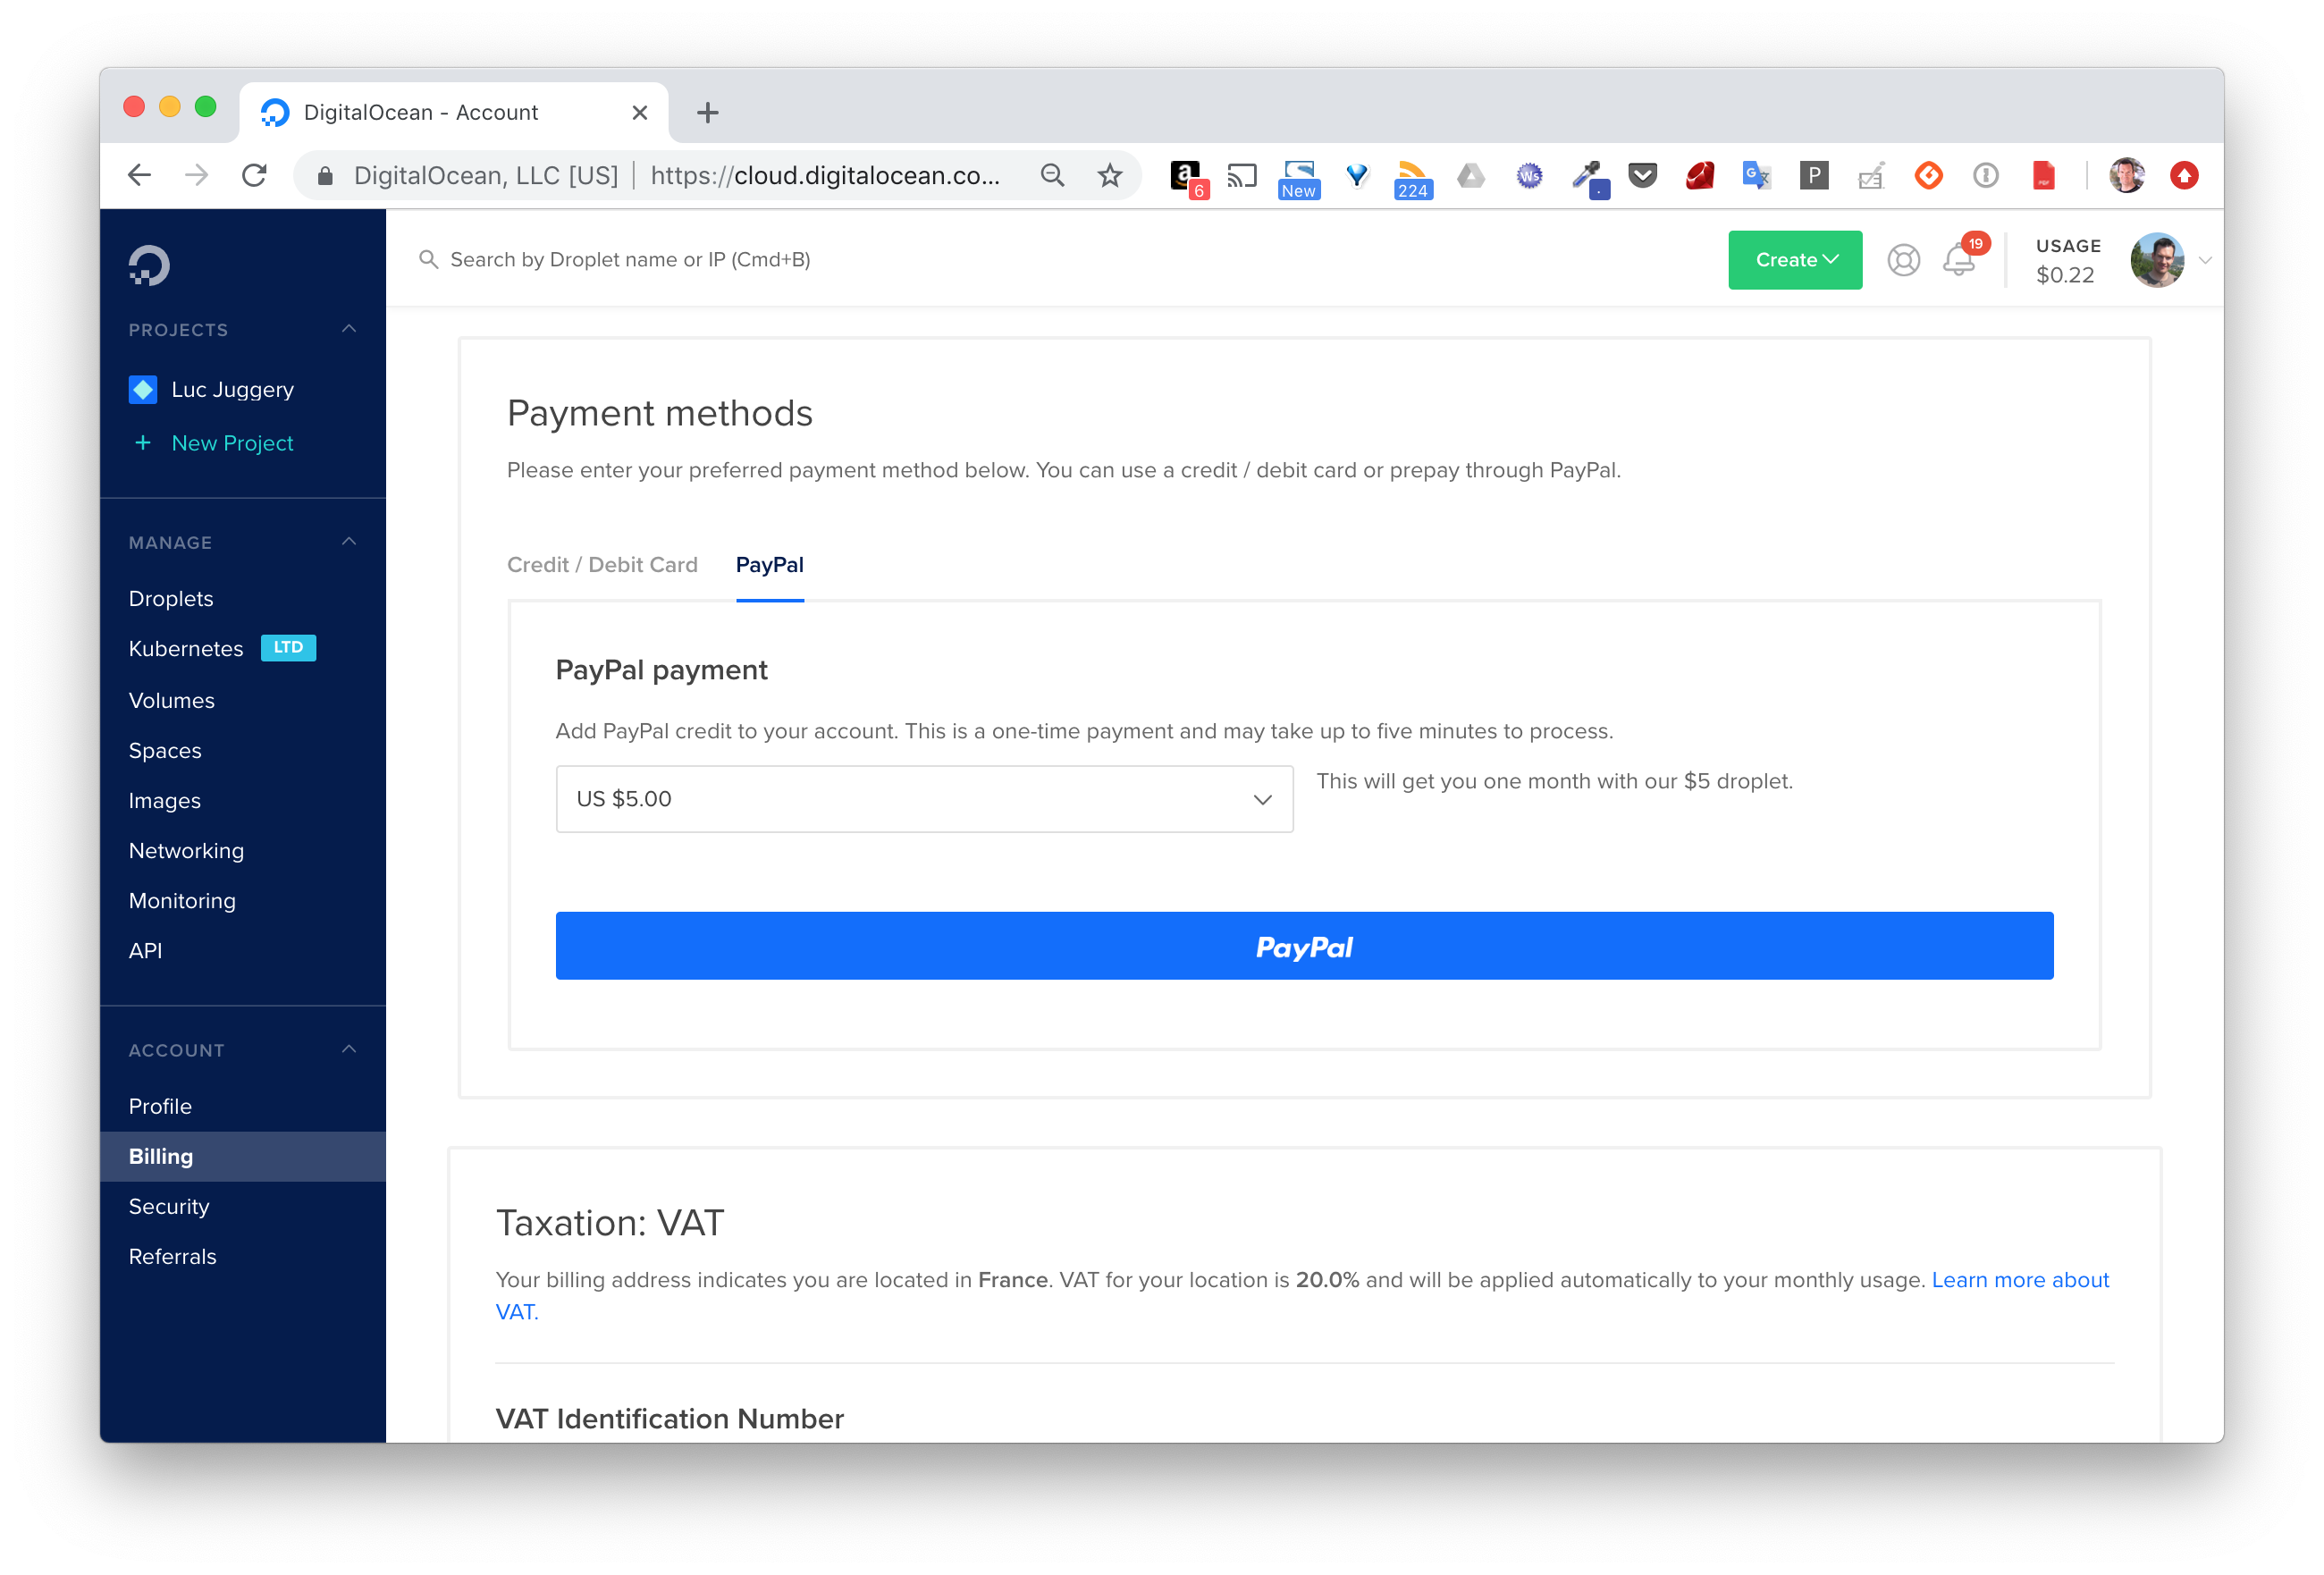 DigitalOcean - Account
DigitalOcean, LLC [US] | https://cloud.digitalocean.co...
6
New
224
Ws
P
Search by Droplet name or IP (Cmd+B)
Create
19
USAGE
$0.22
PROJECTS
Luc Juggery
+ New Project
MANAGE
Droplets
Kubernetes LTD
Volumes
Spaces
Images
Networking
Monitoring
API
ACCOUNT
Profile
Billing
Security
Referrals
Payment methods
Please enter your preferred payment method below. You can use a credit / debit card or prepay through PayPal.
Credit / Debit Card PayPal
PayPal payment
Add PayPal credit to your account. This is a one-time payment and may take up to five minutes to process.
US $5.00
This will get you one month with our $5 droplet.
PayPal
Taxation: VAT
Your billing address indicates you are located in France. VAT for your location is 20.0% and will be applied automatically to your monthly usage. Learn more about
VAT.
VAT Identification Number